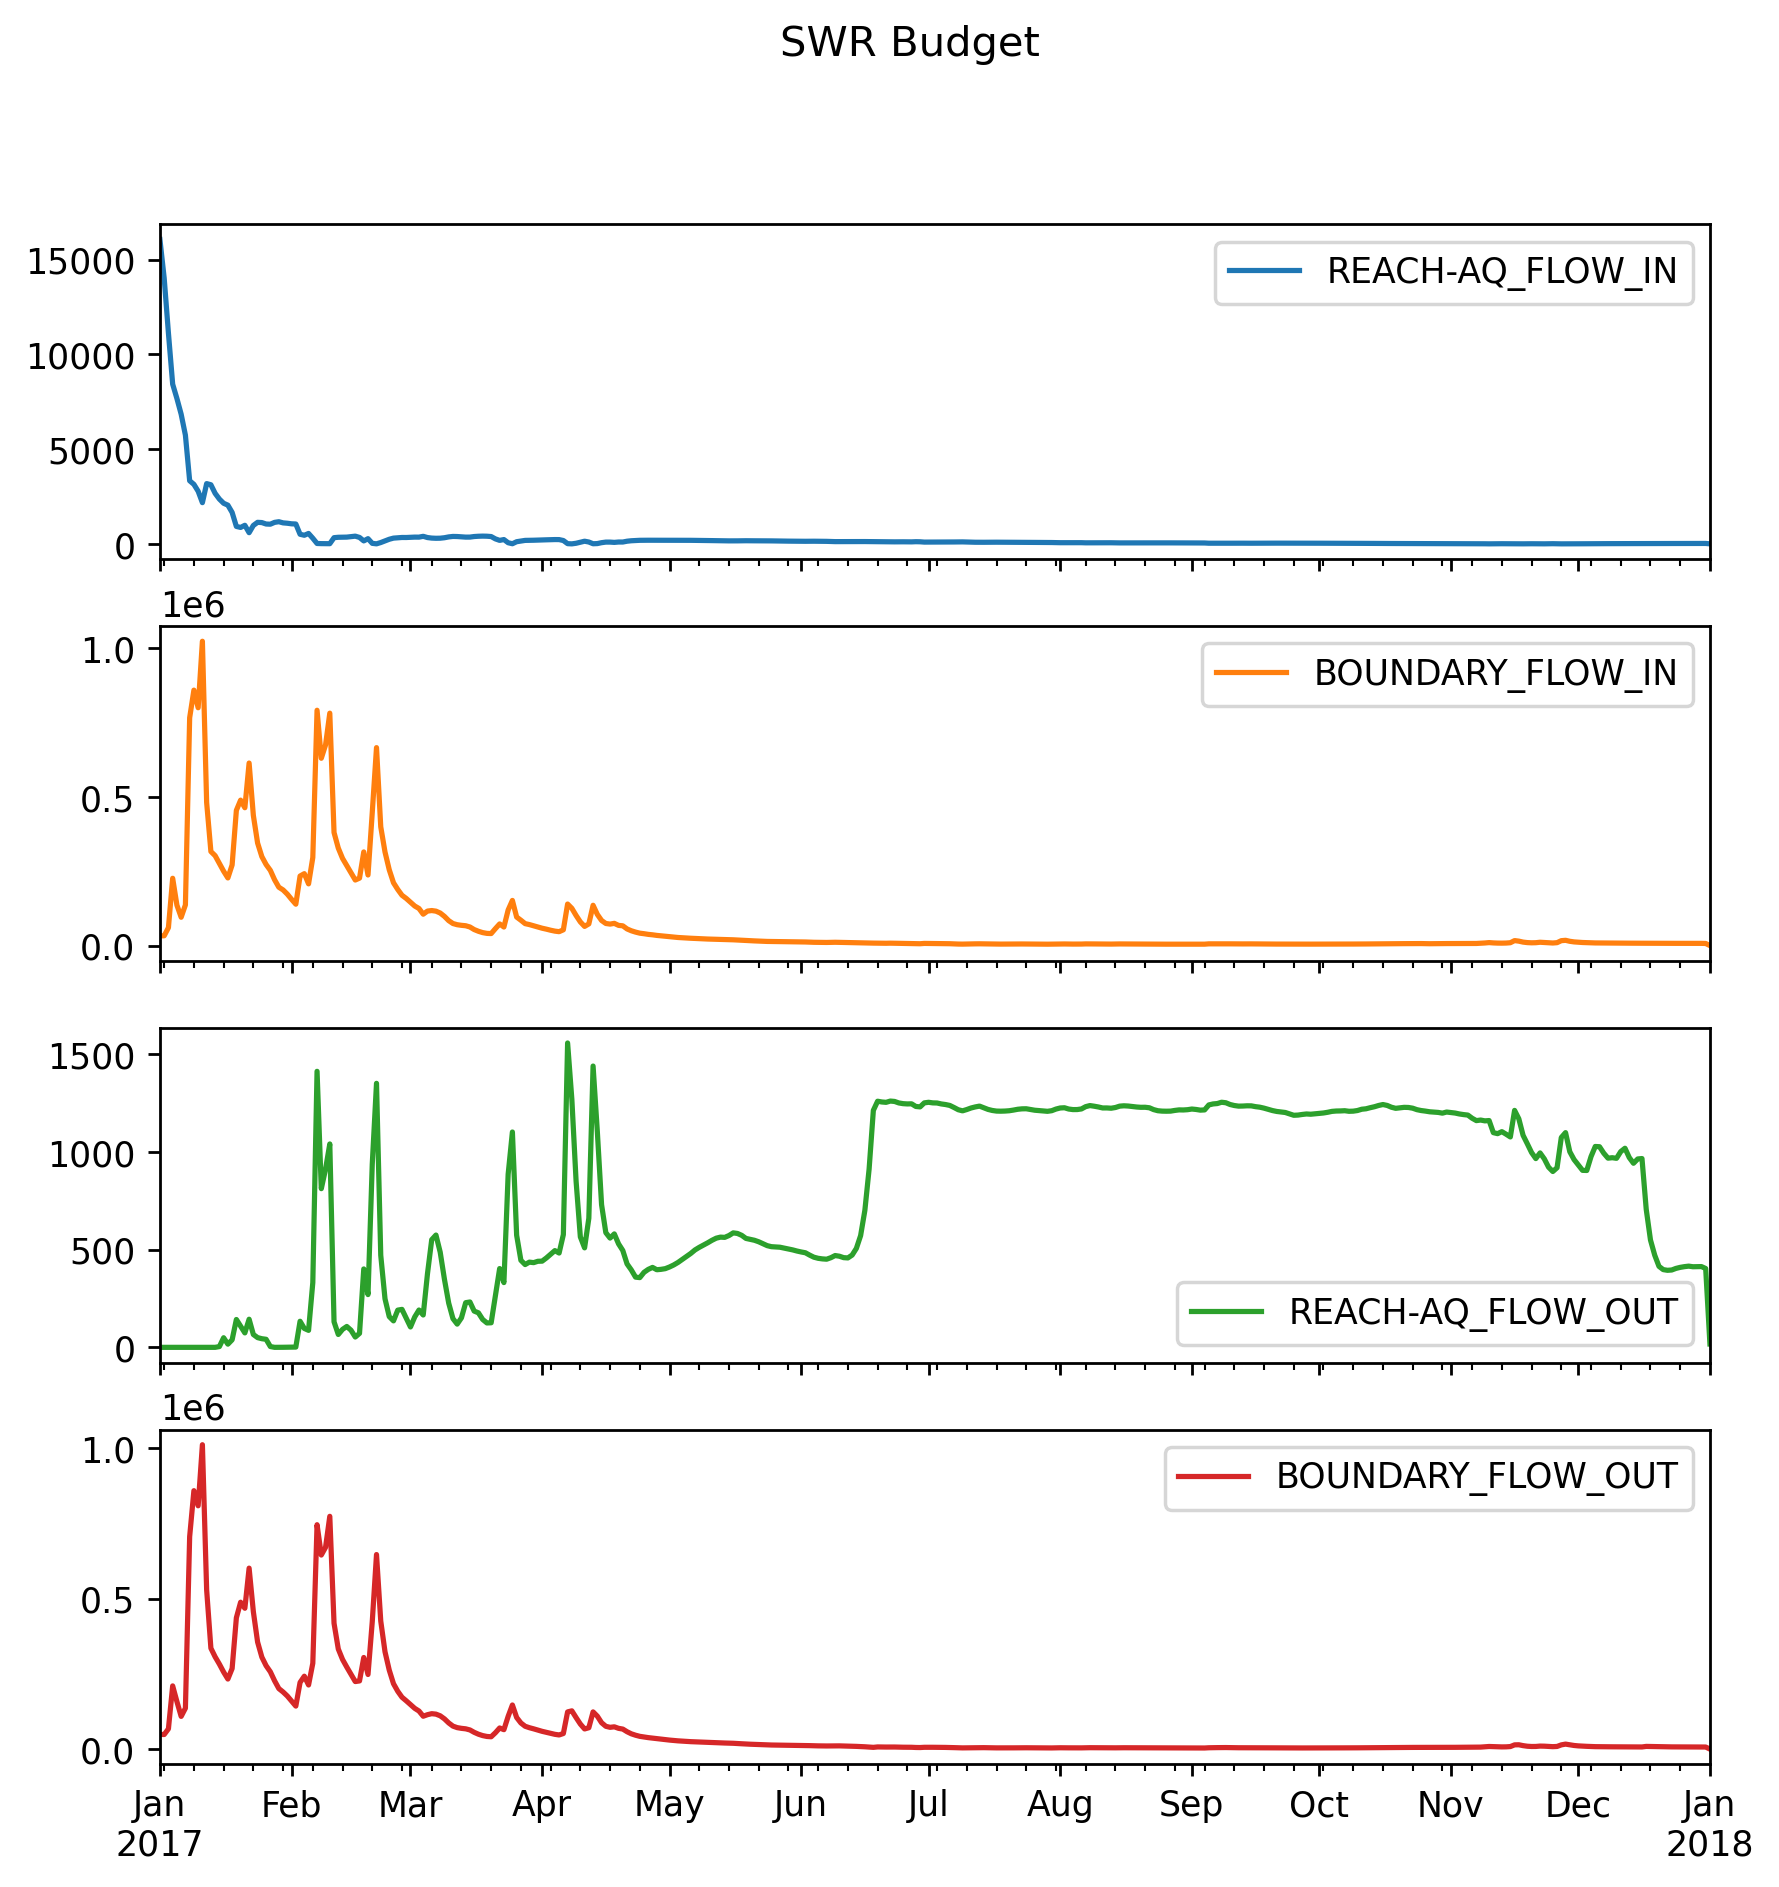 SWR Budget
15000
10000
5000
0
REACH-AQ_FLOW_IN
1e6
1.0
0.5
0.0
BOUNDARY_FLOW_IN
1500
1000
500
0
REACH-AQ_FLOW_OUT
1e6
1.0
0.5
0.0
BOUNDARY_FLOW_OUT
Jan Feb Mar Apr May Jun Jul Aug Sep Oct Nov Dec Jan
2017 2018